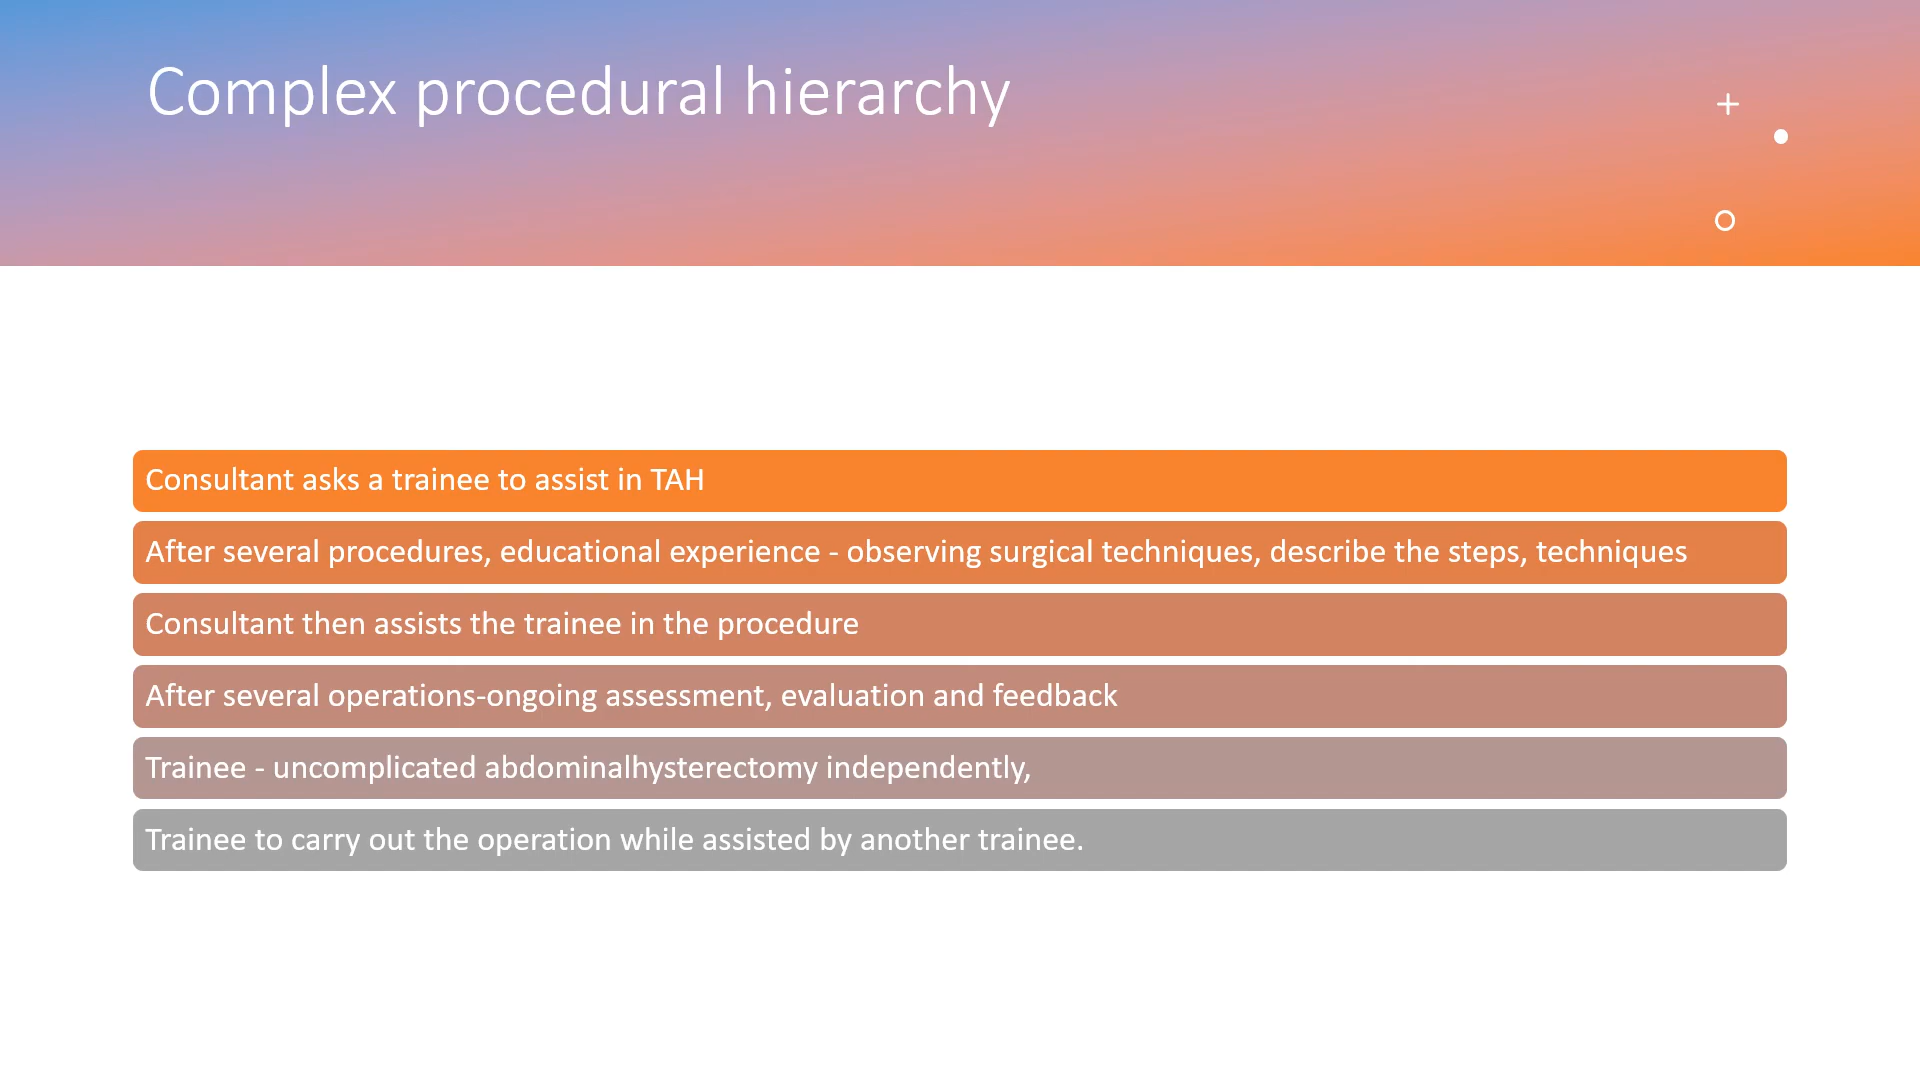 Complex procedural hierarchy
Consultant asks a trainee to assist in TAH
After several procedures, educational experience - observing surgical techniques, describe the steps, techniques
Consultant then assists the trainee in the procedure
After several operations-ongoing assessment, evaluation and feedback
Trainee - uncomplicated abdominalhysterectomy independently,
Trainee to carry out the operation while assisted by another trainee.